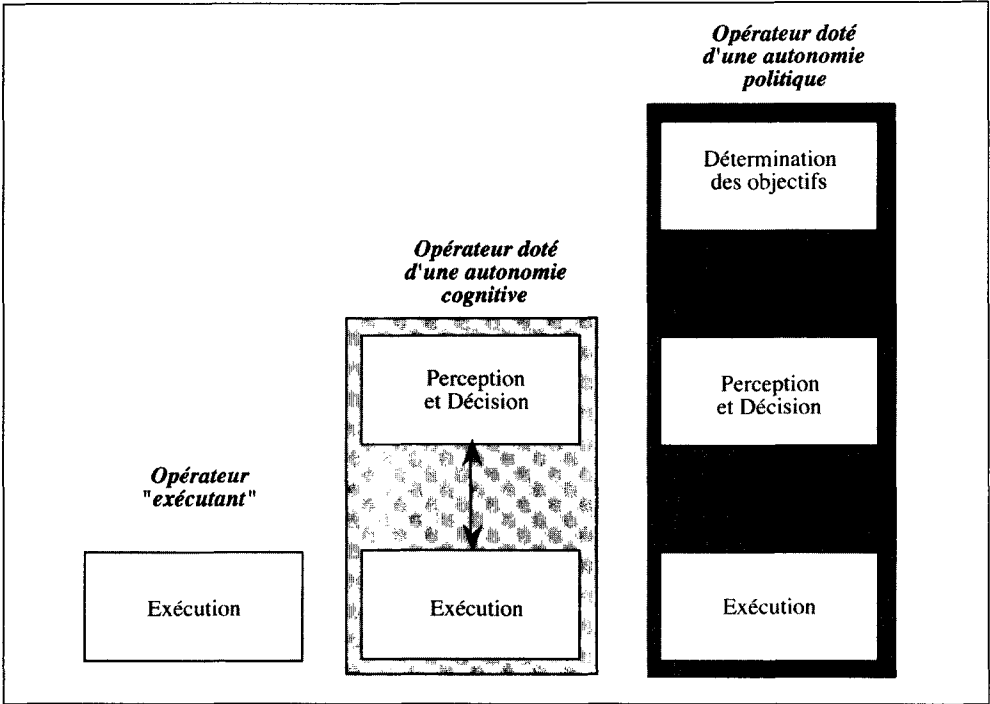 Opérateur doté
d'une autonomie
politique
Détermination
des objectifs
Opérateur doté
d'une autonomie
cognitive
Perception
et Décision
Perception
et Décision
Opérateur
"exécutant"
Exécution
Exécution
Exécution